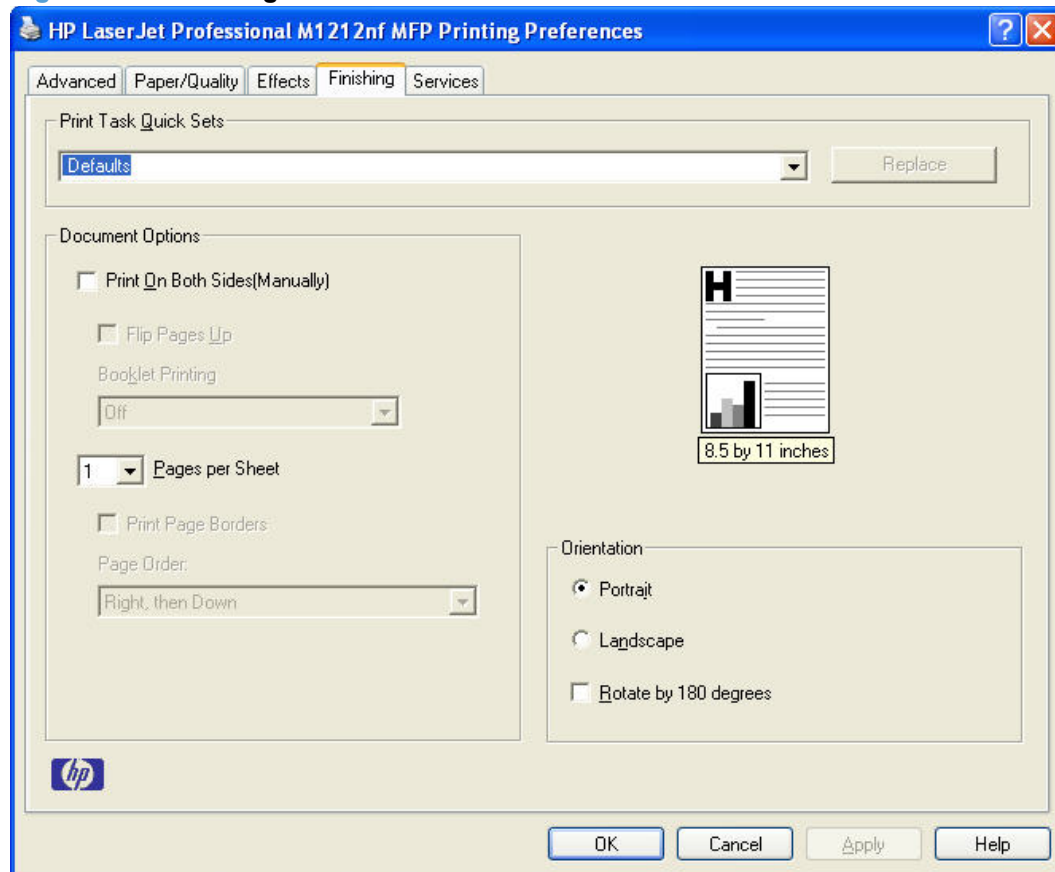 HP LaserJet Professional M1212nf MFP Printing Preferences
Advanced Paper/Quality Effects Finishing Services
Print Task Quick Sets
Defaults
Replace
Document Options
Print On Both Sides(Manually)
Flip Pages Up
Booklet Printing
Off
1 Pages per Sheet
Print Page Borders
Page Order:
Right, then Down
H
8.5 by 11 inches
Orientation
Portrait
Landscape
Rotate by 180 degrees
hp
OK Cancel Apply Help